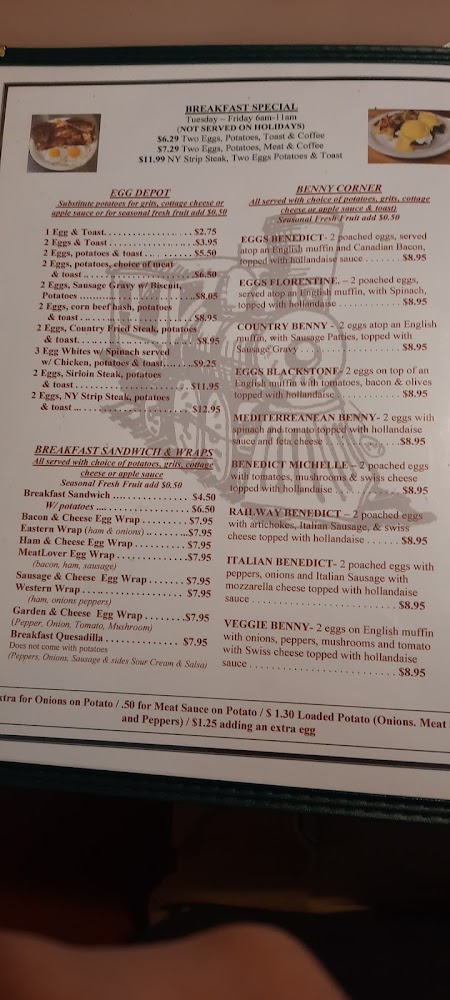 BREAKFAST SPECIAL
Tuesday – Friday 6am-11am
(NOT SERVED ON HOLIDAYS)
$6.29 Two Eggs, Potatoes, Toast & Coffee
$7.29 Two Eggs, Potatoes, Meat & Coffee
$11.99 NY Strip Steak, Two Eggs Potatoes & Toast
EGG DEPOT
Substitute potatoes for grits, cottage cheese or
apple sauce or for seasonal fresh fruit add $0.50
1 Egg & Toast.................. $2.75
2 Eggs & Toast................. $3.95
2 Eggs, potatoes & toast............. $5.50
2 Eggs, potatoes, choice of meat
& toast ........................ $6.50
2 Eggs, Sausage Gravy w/ Biscuit,
Potatoes ........................ $8.05
2 Eggs, corn beef hash, potatoes
& toast ........................ $8.95
2 Eggs, Country Fried Steak, potatoes
& toast........................ $8.95
3 Egg Whites w/ Spinach served
w/ Chicken, potatoes & toast.... $9.25
2 Eggs, Sirloin Steak, potatoes
& toast ........................ $11.95
2 Eggs, NY Strip Steak, potatoes
& toast ........................ $12.95
BREAKFAST SANDWICH & WRAPS
All served with choice of potatoes, grits, cottage
cheese or apple sauce
Seasonal Fresh Fruit add $0.50
Breakfast Sandwich .................. $4.50
W/ potatoes .................. $6.50
Bacon & Cheese Egg Wrap .......... $7.95
Eastern Wrap (ham & onions) .......... $7.95
Ham & Cheese Egg Wrap .......... $7.95
MeatLover Egg Wrap .......... $7.95
(bacon, ham, sausage)
Sausage & Cheese Egg Wrap ....... $7.95
Western Wrap .................. $7.95
(ham, onions peppers)
Garden & Cheese Egg Wrap ........ $7.95
(Pepper, Onion, Tomato, Mushroom)
Breakfast Quesadilla ............... $7.95
Does not come with potatoes
(Peppers, Onions, Sausage & sides Sour Cream & Salsa)
BENNY CORNER
All served with choice of potatoes, grits, cottage
cheese or apple sauce & toast)
Seasonal Fresh Fruit add $0.50
EGGS BENEDICT- 2 poached eggs, served
atop an English muffin and Canadian Bacon,
topped with hollandaise sauce ....... $8.95
EGGS FLORENTINE. – 2 poached eggs,
served atop an English muffin, with Spinach,
topped with hollandaise ............. $8.95
COUNTRY BENNY - 2 eggs atop an English
muffin, with Sausage Patties, topped with
Sausage Gravy .................. $8.95
EGGS BLACKSTONE- 2 eggs on top of an
English muffin with tomatoes, bacon & olives
topped with hollandaise ............. $8.95
MEDITERREANEAN BENNY- 2 eggs with
spinach and tomato topped with hollandaise
sauce and feta cheese ............. $8.95
BENEDICT MICHELLE – 2 poached eggs
with tomatoes, mushrooms & swiss cheese
topped with hollandaise ............. $8.95
RAILWAY BENEDICT – 2 poached eggs
with artichokes, Italian Sausage, & swiss
cheese topped with hollandaise ...... $8.95
ITALIAN BENEDICT- 2 poached eggs with
peppers, onions and Italian Sausage with
mozzarella cheese topped with hollandaise
sauce ........................ $8.95
VEGGIE BENNY- 2 eggs on English muffin
with onions, peppers, mushrooms and tomato
with Swiss cheese topped with hollandaise
sauce ........................ $8.95
xtra for Onions on Potato / .50 for Meat Sauce on Potato / $ 1.30 Loaded Potato (Onions. Meat
and Peppers) / $1.25 adding an extra egg